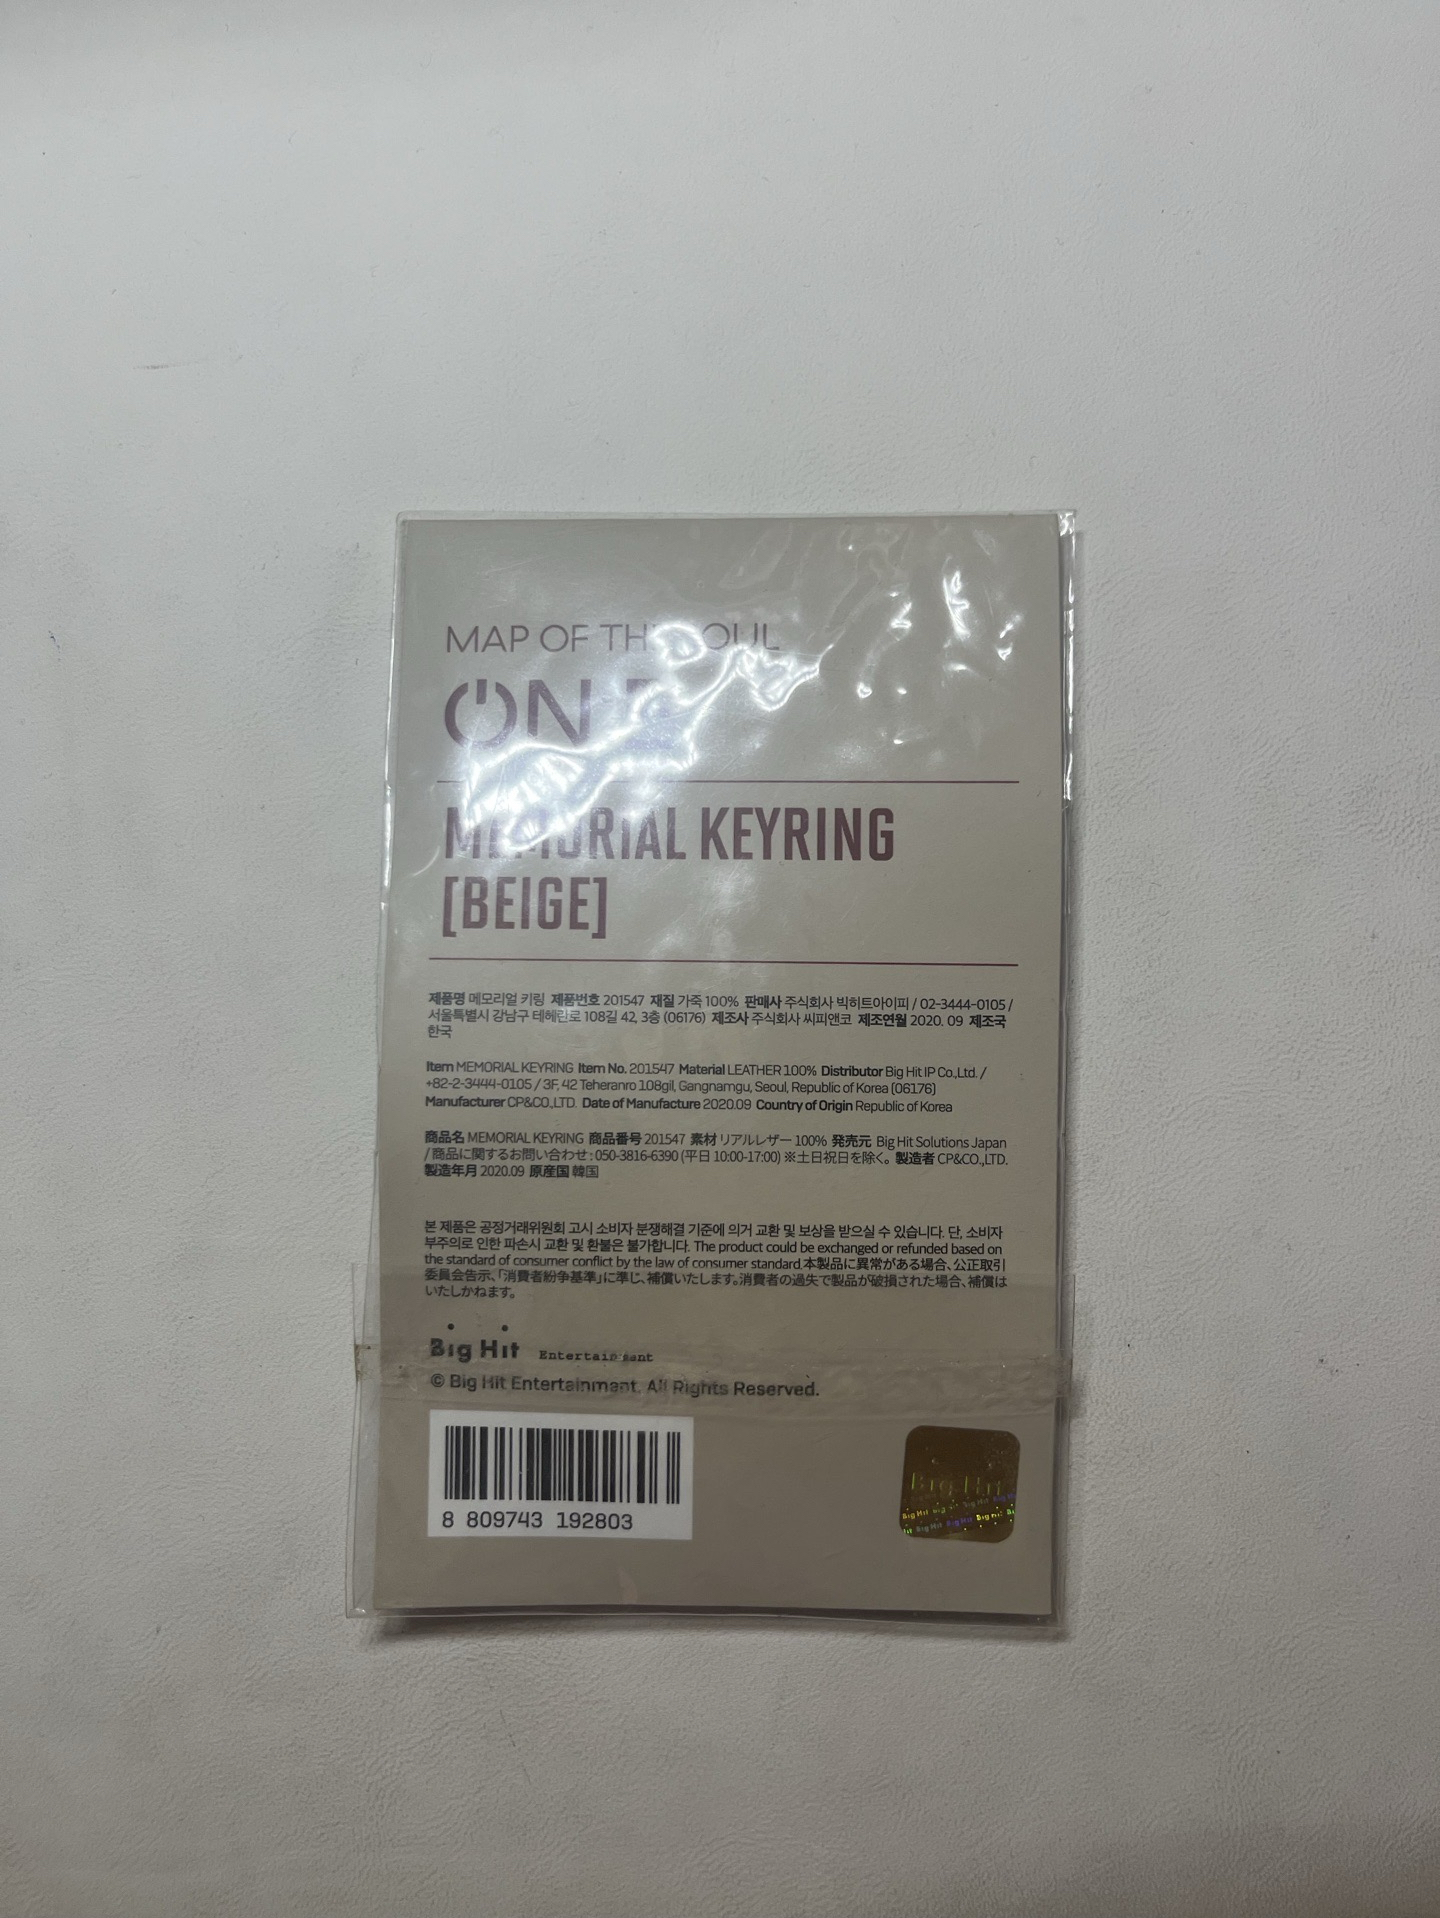 MAP OF THE SOUL
ON:E
MEMORIAL KEYRING
[BEIGE]
제품명 메모리얼 키링 제품번호 201547 재질 가죽 100% 판매사 주식회사 빅히트아이피 / 02-3444-0105 /
서울특별시 강남구 테헤란로 108길 42, 3층 (06176) 제조사 주식회사 씨피앤코 제조연월 2020. 09 제조국
한국
Item MEMORIAL KEYRING Item No. 201547 Material LEATHER 100% Distributor Big Hit IP Co.,Ltd. /
+82-2-3444-0105 / 3F, 42 Teheranro 108gil, Gangnamgu, Seoul, Republic of Korea (06176)
Manufacturer CP&CO.,LTD. Date of Manufacture 2020.09 Country of Origin Republic of Korea
商品名 MEMORIAL KEYRING 商品番号 201547 素材 リアルレザー 100% 発売元 Big Hit Solutions Japan
/ 商品に関するお問い合わせ : 050-3816-6390 (平日 10:00-17:00) ※土日祝日を除く。 製造者 CP&CO.,LTD.
製造年月 2020.09 原産国 韓国
본 제품은 공정거래위원회 고시 소비자 분쟁해결 기준에 의거 교환 및 보상을 받으실 수 있습니다. 단, 소비자
부주의로 인한 파손시 교환 및 환불은 불가합니다. The product could be exchanged or refunded based on
the standard of consumer conflict by the law of consumer standard.本製品に異常がある場合、公正取引
委員会告示、「消費者紛争基準」に準じ、補償いたします。消費者の過失で製品が破損された場合、補償は
いたしかねます。
Big Hit Entertainment
© Big Hit Entertainment. All Rights Reserved.
8 809743 192803
Big Hit
Big Hit Big Hit Big Hit Big Hit
Big Hit Big Hit Big Hit